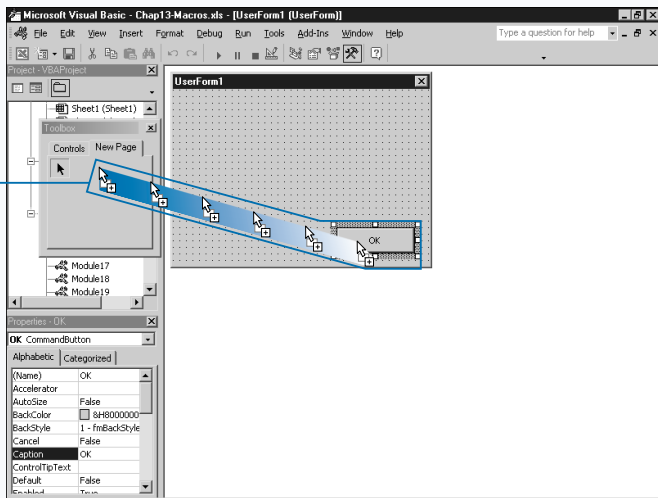 Microsoft Visual Basic - Chap13-Macros.xls - [UserForm1 (UserForm)]
File Edit View Insert Format Debug Run Tools Add-Ins Window Help
Type a question for help
Project - VBAProject
Sheet1 (Sheet1)
Toolbox
Controls New Page
UserForm1
OK
Module17
Module18
Module19
Properties - OK
OK CommandButton
Alphabetic Categorized
(Name) OK
Accelerator
AutoSize False
BackColor &H8000000
BackStyle 1 - fmBackStyle
Cancel False
Caption OK
ControlTipText
Default False
Enabled True